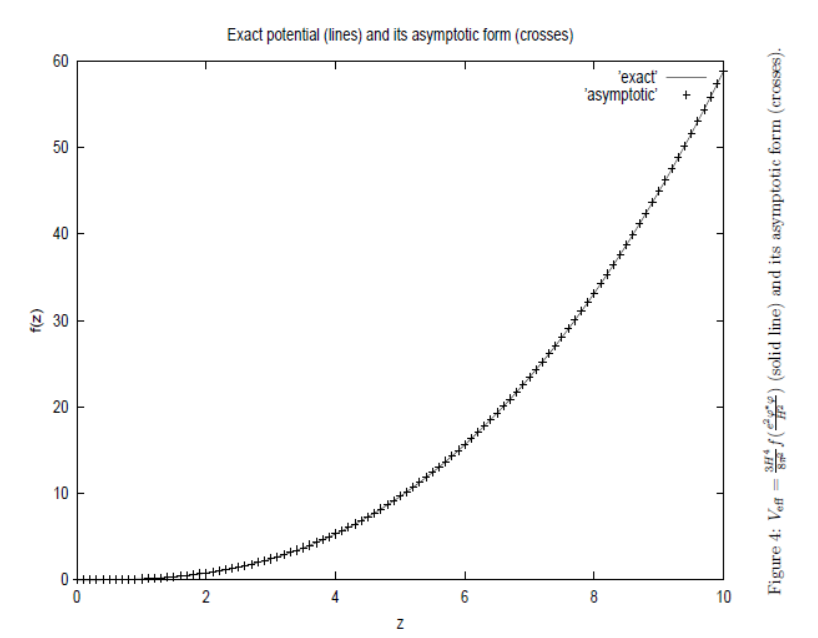 Exact potential (lines) and its asymptotic form (crosses)
60
50
40
30
20
10
0
f(z)
'exact'
'asymptotic'
0 2 4 6 8 10
z
Figure 4: V_eff = \frac{3H^4}{8π^2} f(\frac{e^2φ*φ}{H^2}) (solid line) and its asymptotic form (crosses).